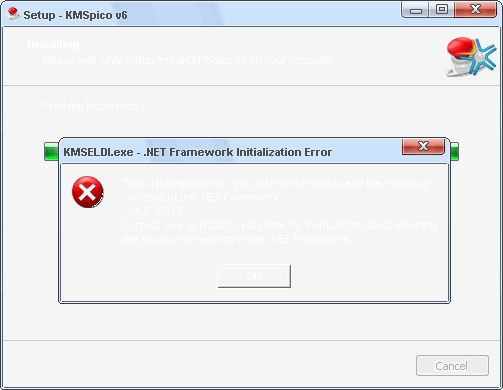 Setup - KMSpico v6
Installing
Please wait while Setup installs KMSpico v6 on your computer.
Finishing installation...
KMSELDI.exe - .NET Framework Initialization Error
To run this application, you first must install one of the following
versions of the .NET Framework:
v4.0.30319
Contact your application publisher for instructions about obtaining
the appropriate version of the .NET Framework.
OK
Cancel